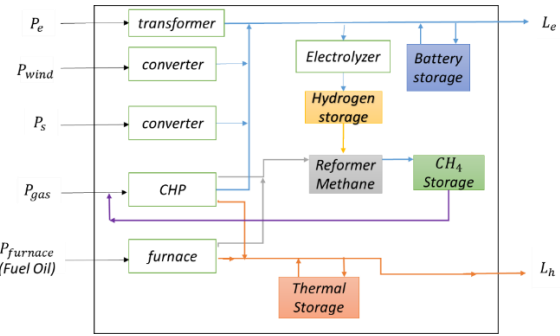 P_e
transformer
L_e
P_wind
converter
Electrolyzer
Battery
storage
Hydrogen
storage
P_s
converter
P_gas
CHP
Reformer
Methane
CH_4
Storage
P_furnace
(Fuel Oil)
furnace
Thermal
Storage
L_h